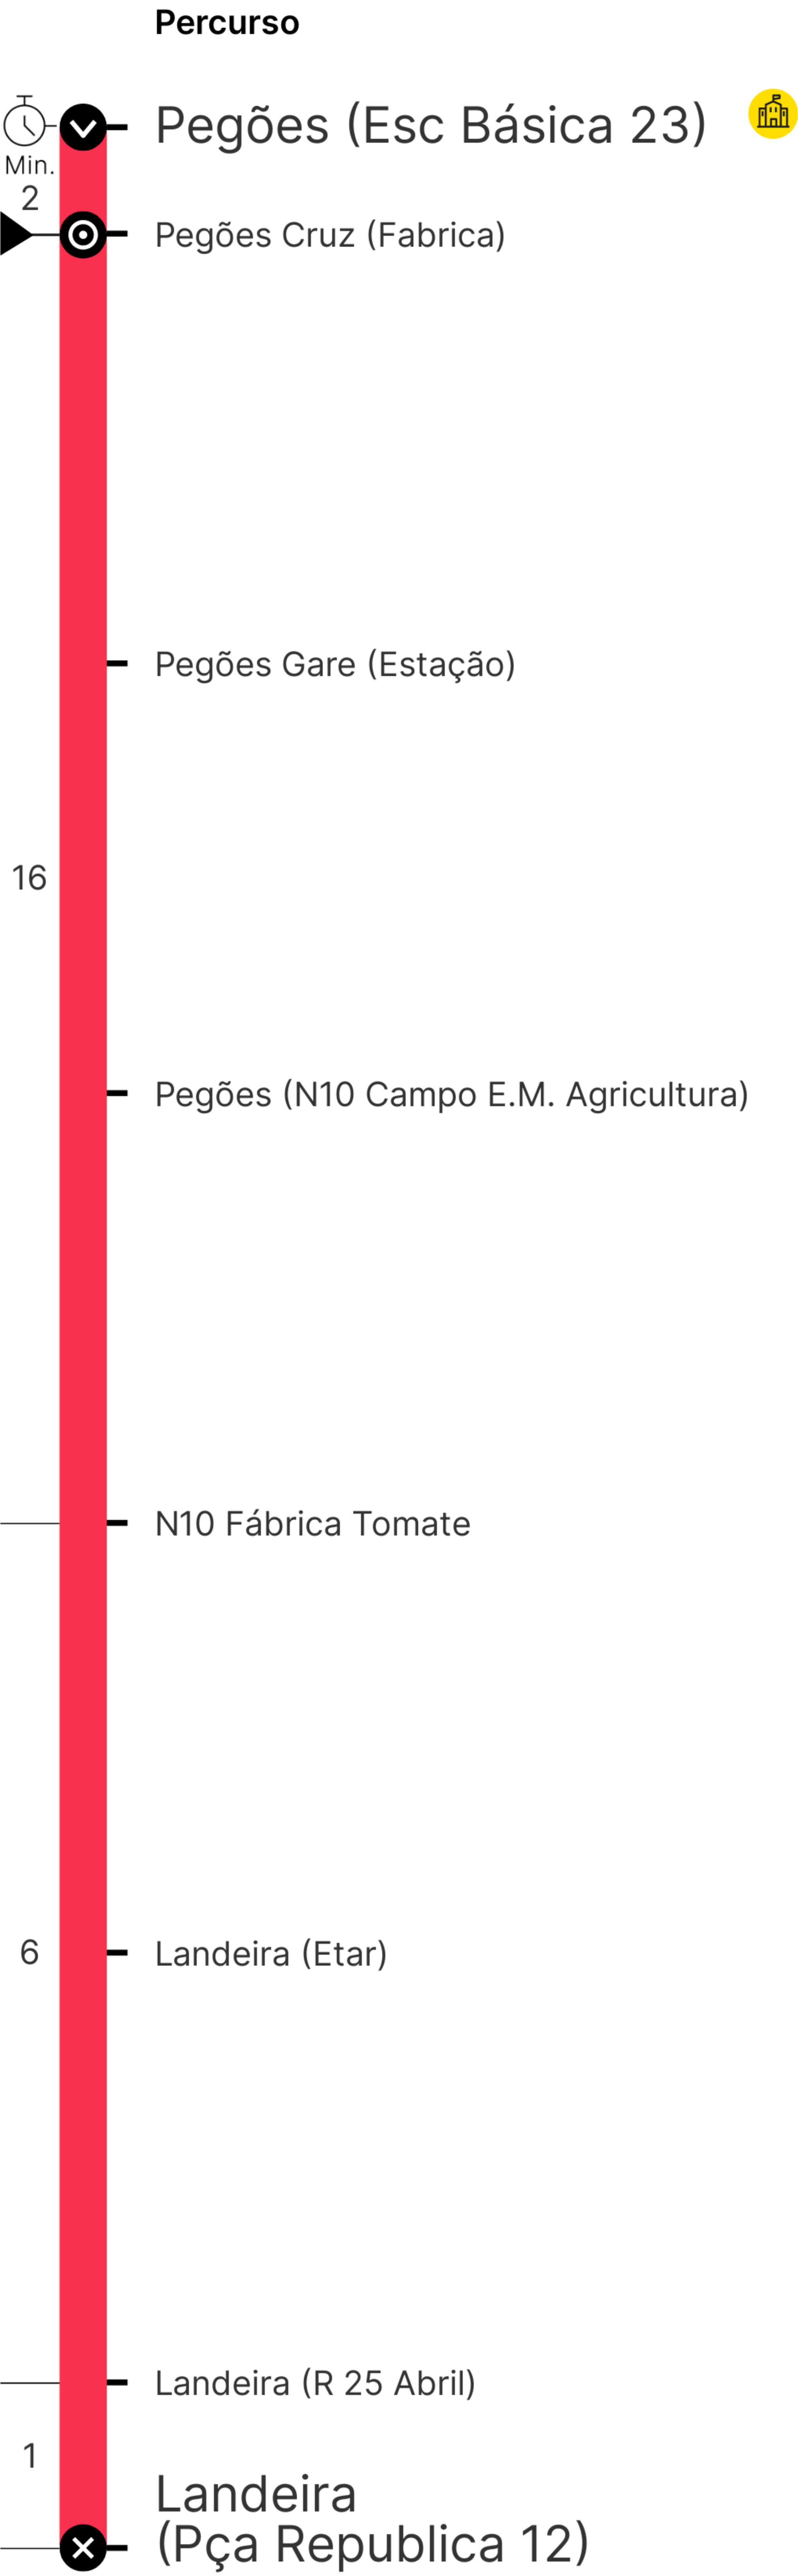 Percurso
Pegões (Esc Básica 23)
Min.
2
Pegões Cruz (Fabrica)
Pegões Gare (Estação)
16
Pegões (N10 Campo E.M. Agricultura)
N10 Fábrica Tomate
6
Landeira (Etar)
Landeira (R 25 Abril)
1
Landeira
(Pça Republica 12)